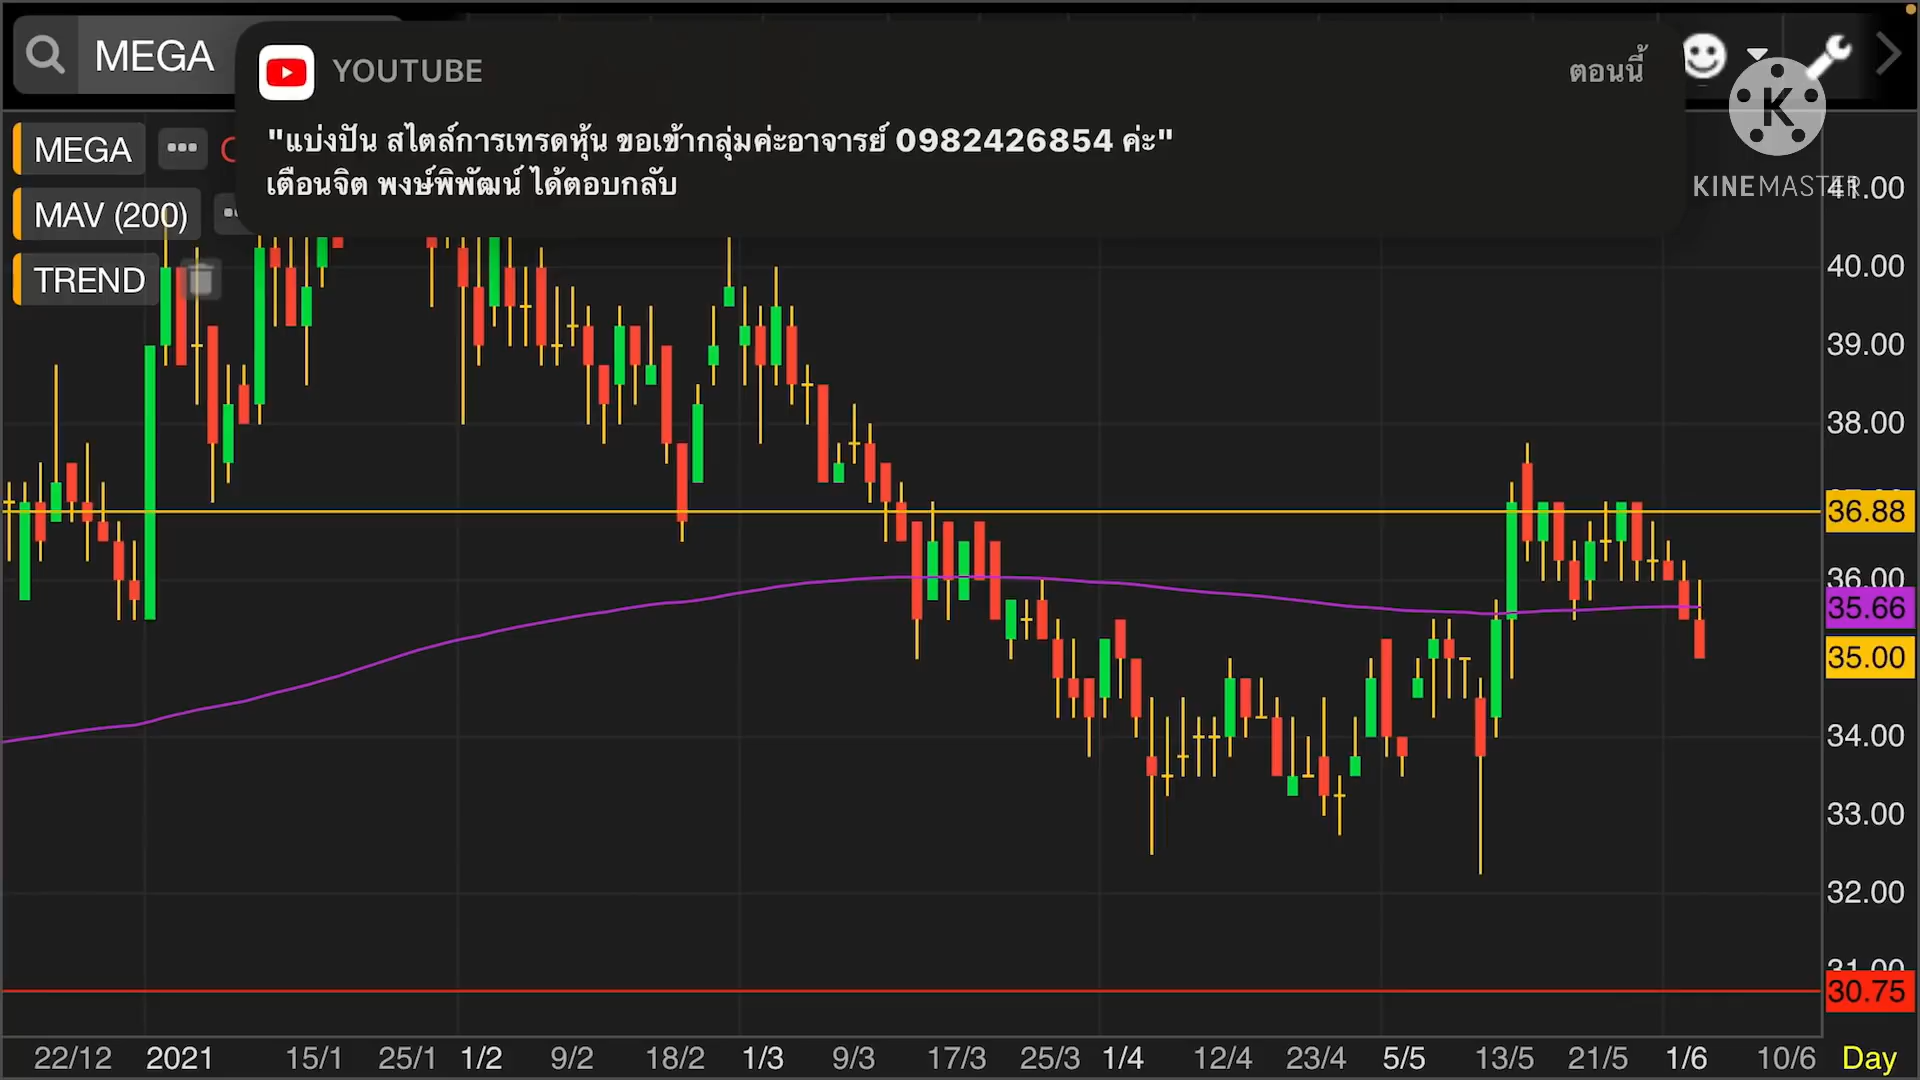 MEGA
YOUTUBE
ตอนนี้
"แบ่งปัน สไตล์การเทรดหุ้น ขอเข้ากลุ่มค่ะอาจารย์ 0982426854 ค่ะ"
เตือนจิต พงษ์พิพัฒน์ ได้ตอบกลับ
K
KINEMASTER
MEGA
MAV (200)
TREND
41.00
40.00
39.00
38.00
36.88
36.00
35.66
35.00
34.00
33.00
32.00
31.00
30.75
22/12 2021 15/1 25/1 1/2 9/2 18/2 1/3 9/3 17/3 25/3 1/4 12/4 23/4 5/5 13/5 21/5 1/6 10/6 Day